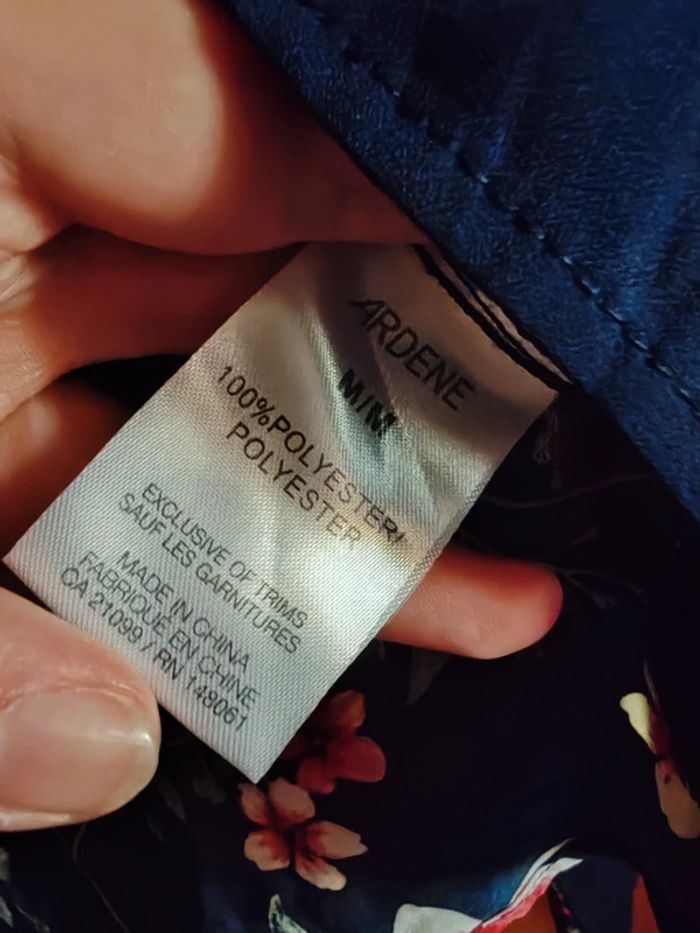 ARDENE
M/M
100%POLYESTER/
POLYESTER
EXCLUSIVE OF TRIMS
SAUF LES GARNITURES
MADE IN CHINA
FABRIQUÉ EN CHINE
CA 21099 / RN 148061